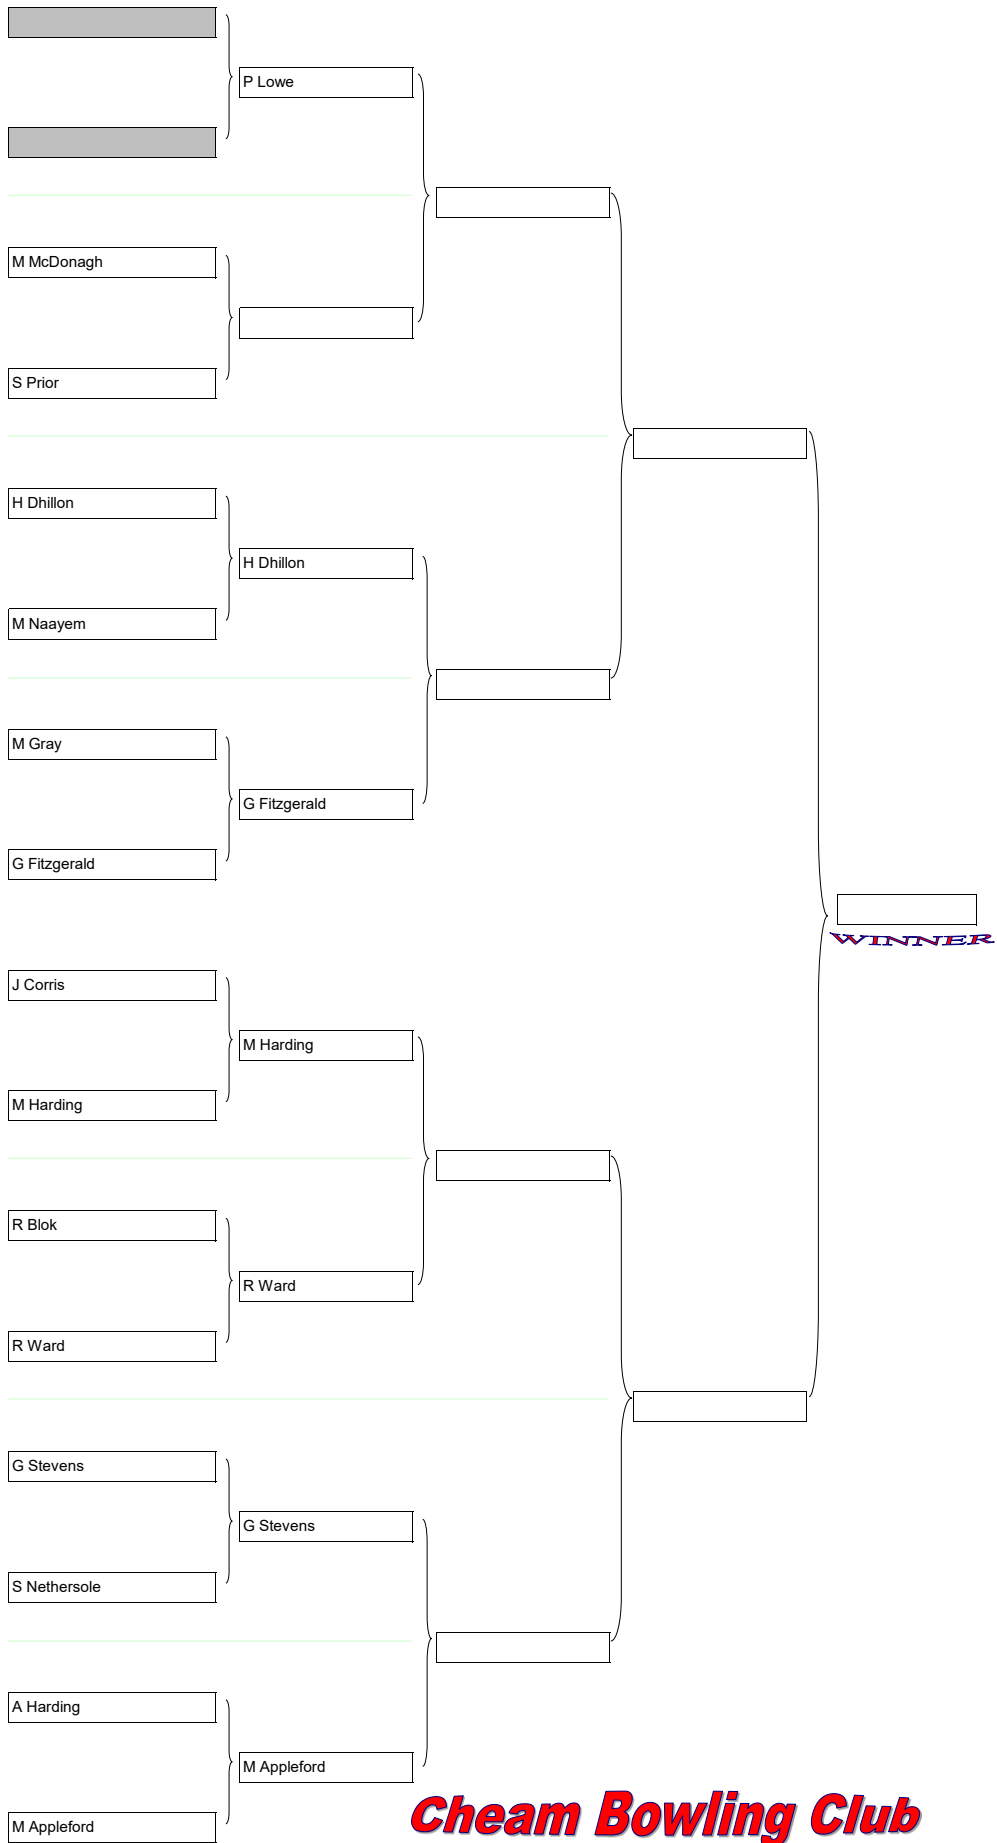 P Lowe
M McDonagh
S Prior
H Dhillon
H Dhillon
M Naayem
M Gray
G Fitzgerald
G Fitzgerald
WINNER
J Corris
M Harding
M Harding
R Blok
R Ward
R Ward
G Stevens
G Stevens
S Nethersole
A Harding
M Appleford
Cheam Bowling Club
M Appleford